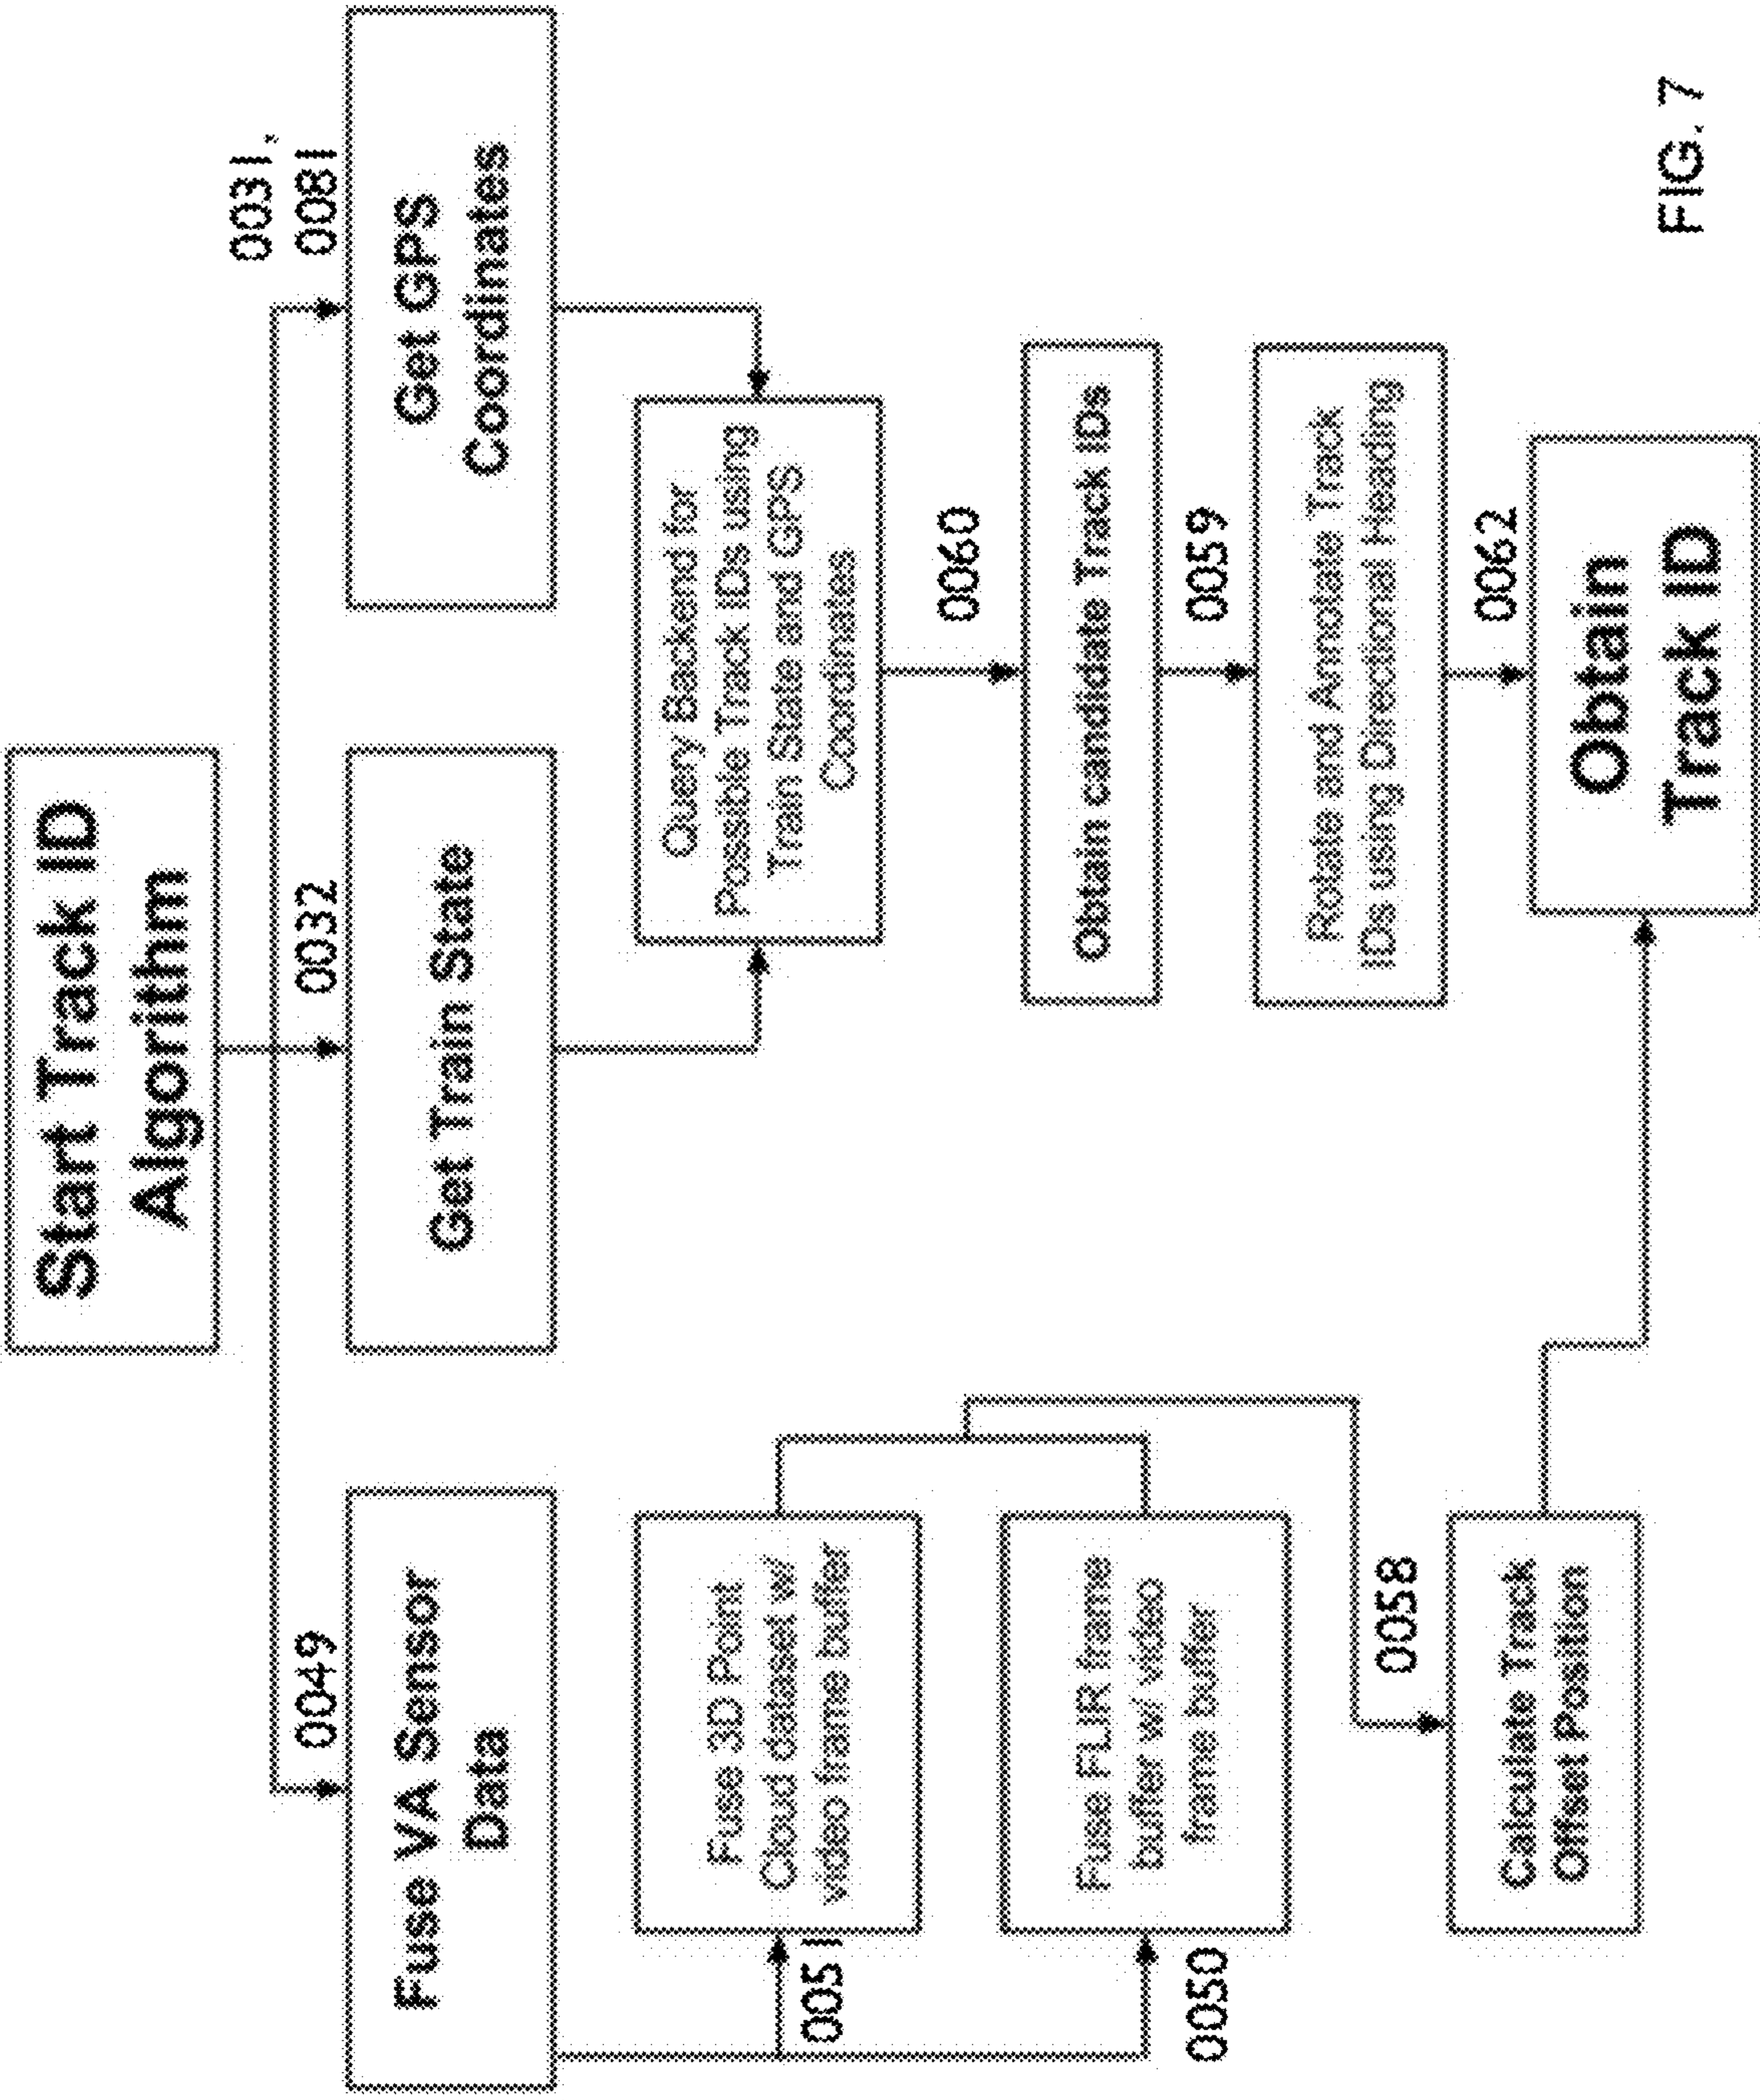 Start Track ID
Algorithm
0049
Fuse VA Sensor
Data
0032
Get Train State
0031,
0081
Get GPS
Coordinates
0051
Fuse 3D Point
Cloud dataset w/
video frame buffer
0050
Fuse FLIR frame
buffer w/ video
frame buffer
0058
Calculate Track
Offset Position
Query Backend for
Possible Track IDs using
Train State and GPS
Coordinates
0060
Obtain candidate Track IDs
0059
Rotate and Annotate Track
IDs using Directional Heading
0062
Obtain
Track ID
FIG. 7